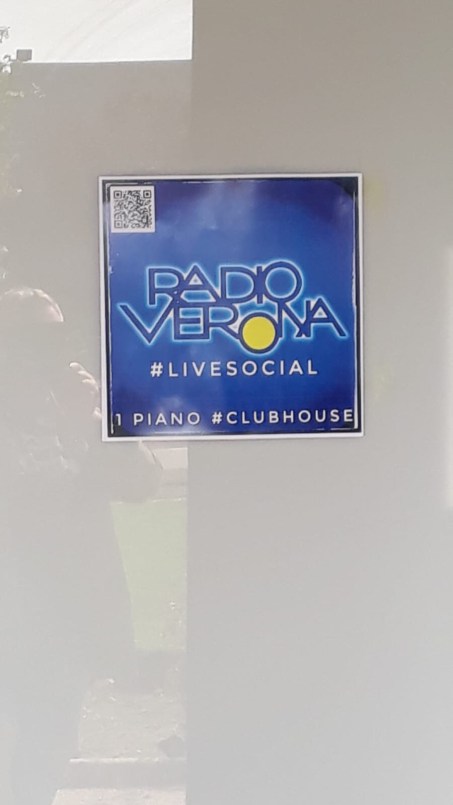 RADIO
VERONA
#LIVESOCIAL
1 PIANO #CLUBHOUSE